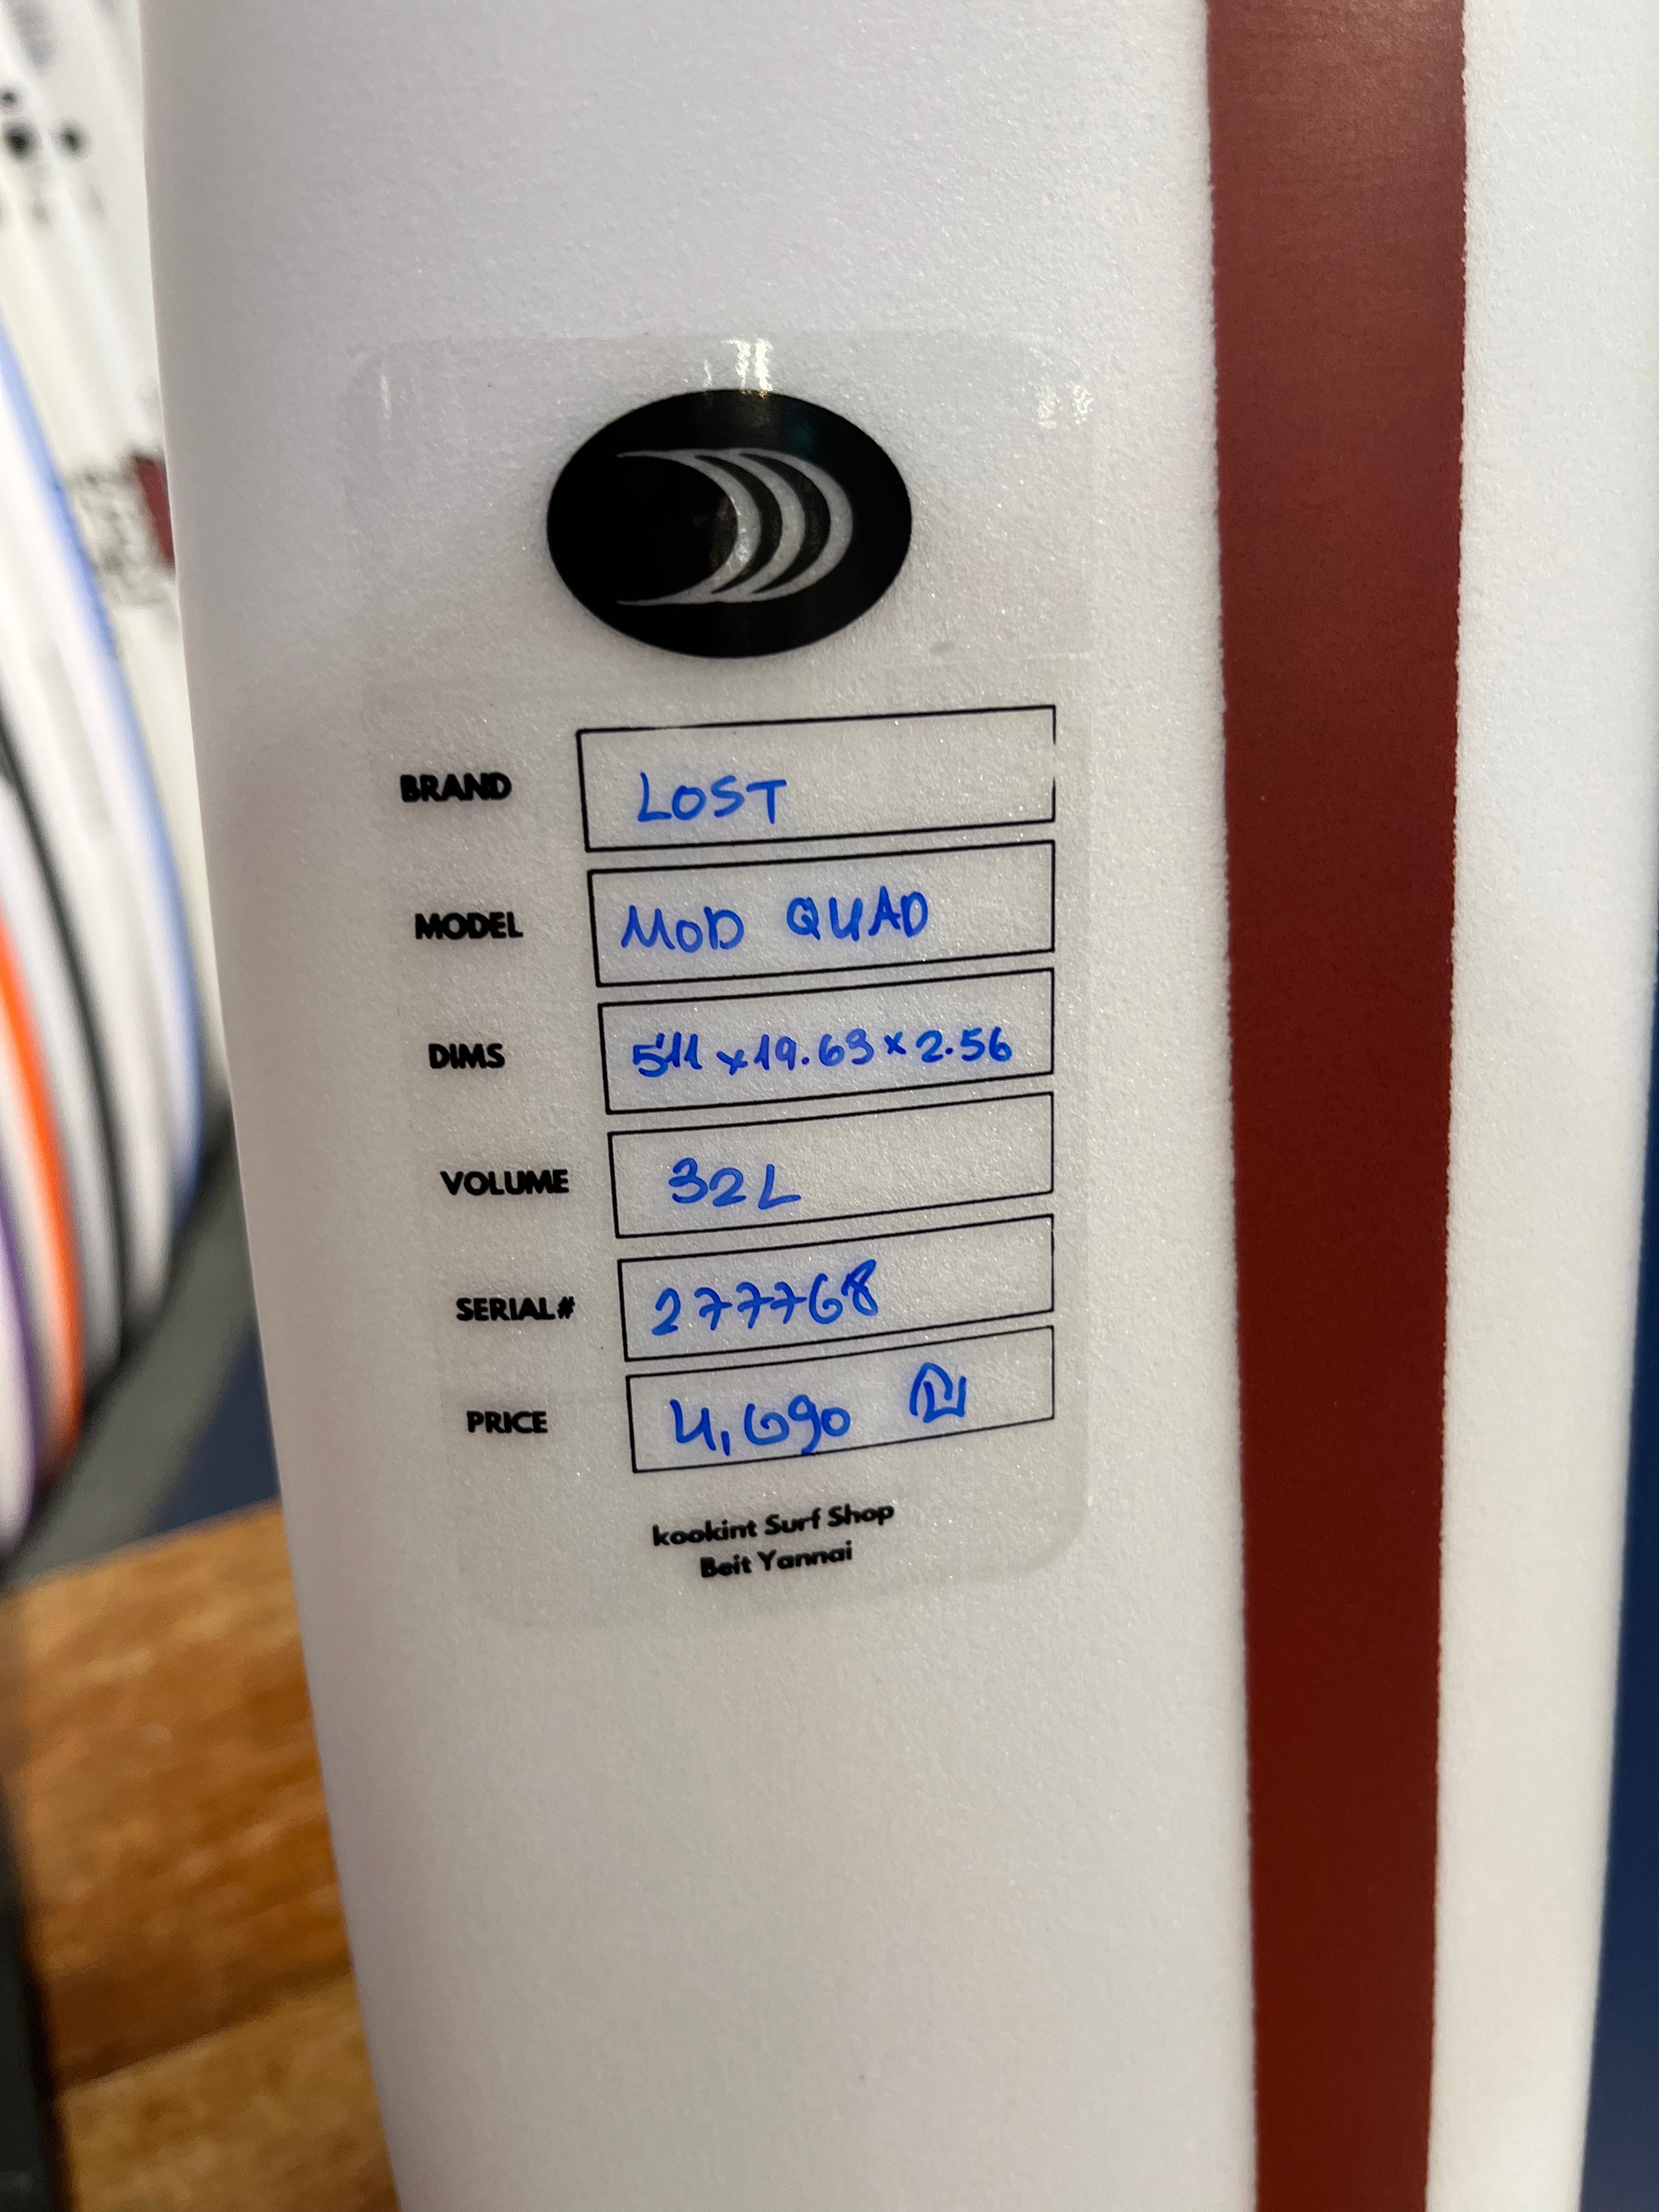 BRAND LOST
MODEL MOD QUAD
DIMS 5'11 x 19.63 x 2.56
VOLUME 32L
SERIAL# 277768
PRICE 4,690 ₪
kookint Surf Shop
Beit Yannai